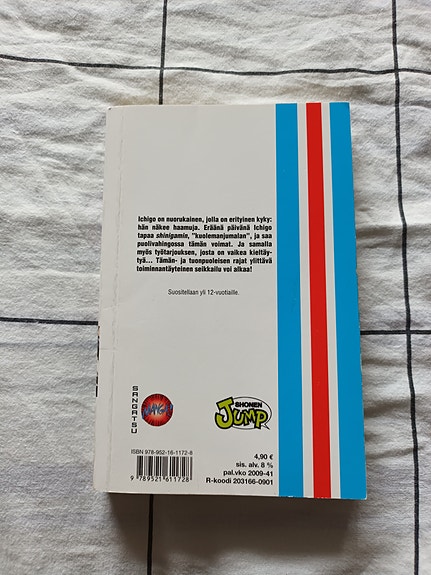 Ichigo on nuorukainen, jolla on erityinen kyky:
hän näkee haamuja. Eräänä päivänä Ichigo
tapaa shinigamin, "kuolemanjumalan", ja saa
puolivahingossa tämän voimat. Ja samalla
myös työtarjouksen, josta on vaikea kieltäy-
tyä... Tämän- ja tuonpuoleisen rajat ylittävä
toimienantäyteinen seikkailu voi alkaa!
Suositellaan yli 12-vuotiaille.
SANGATSU
MANGA
SHONEN
JUMP
ISBN 978-952-16-1172-8
9 789521 611728
4,90 €
sis. alv. 8 %
pal.vko 2009-41
R-koodi 203166-0901